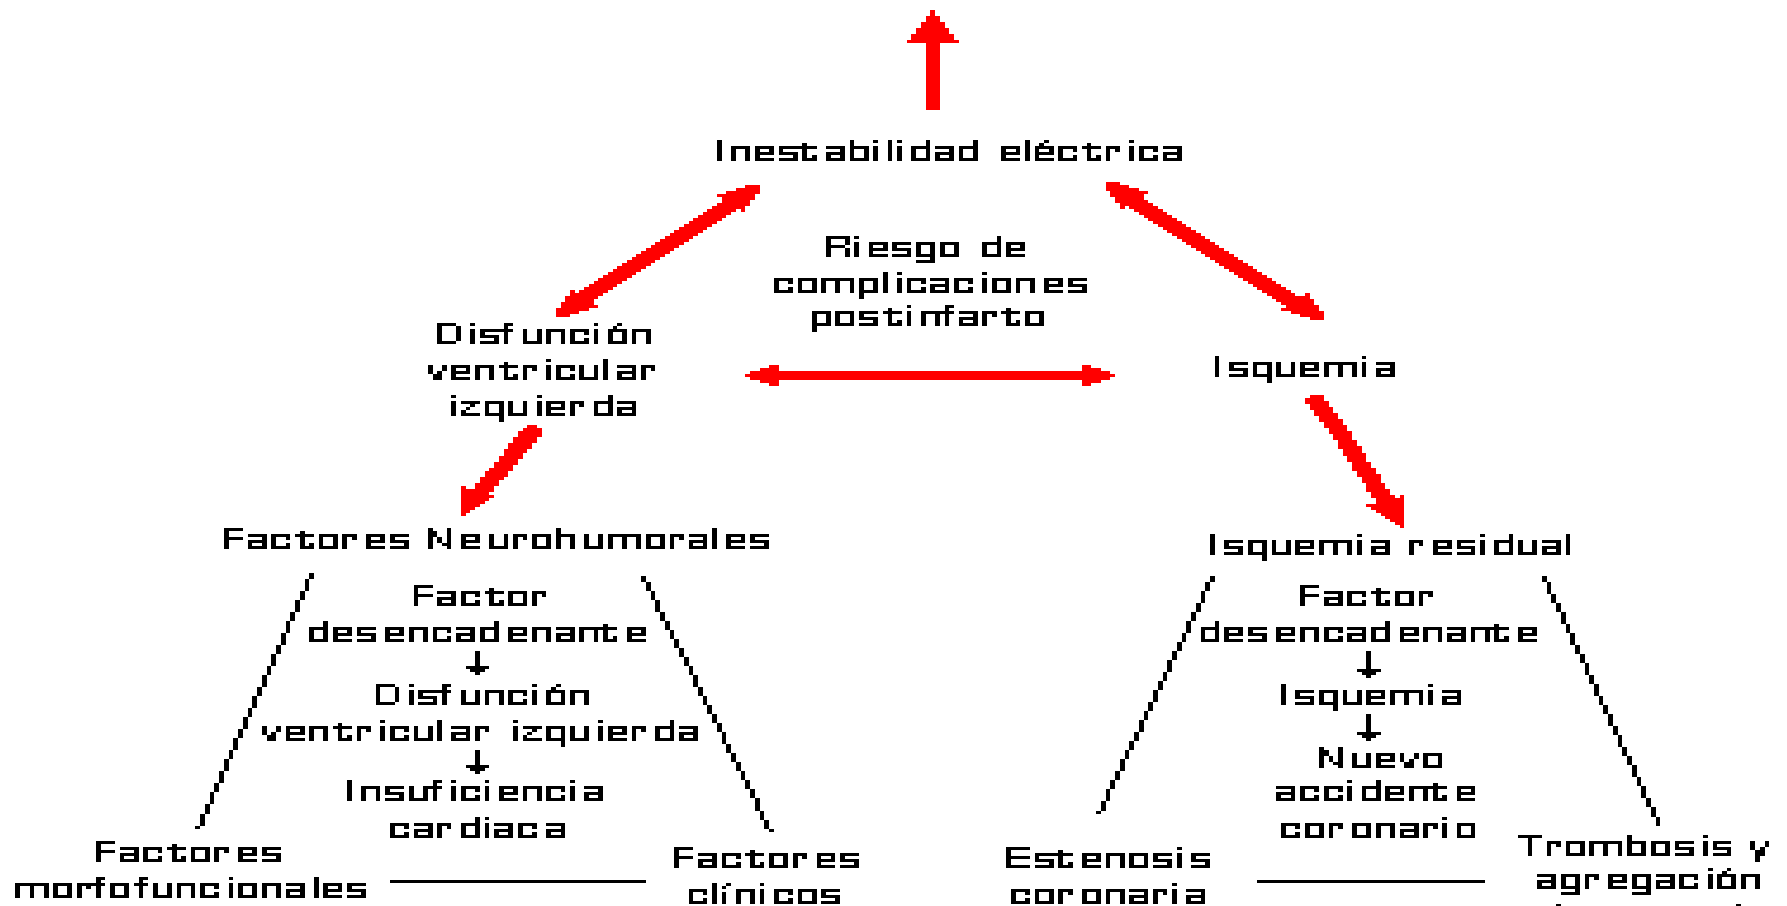 Inestabilidad eléctrica
Riesgo de
complicaciones
postinfarto
Disfunción
ventricular
izquierda
Isquemia
Factores Neurohumorales
Factor
desencadenante
Disfunción
ventricular izquierda
Insuficiencia
cardiaca
Factores
morfofuncionales
Factores
clínicos
Isquemia residual
Factor
desencadenante
Isquemia
Nuevo
accidente
coronario
Estenosis
coronaria
Trombosis y
agregación